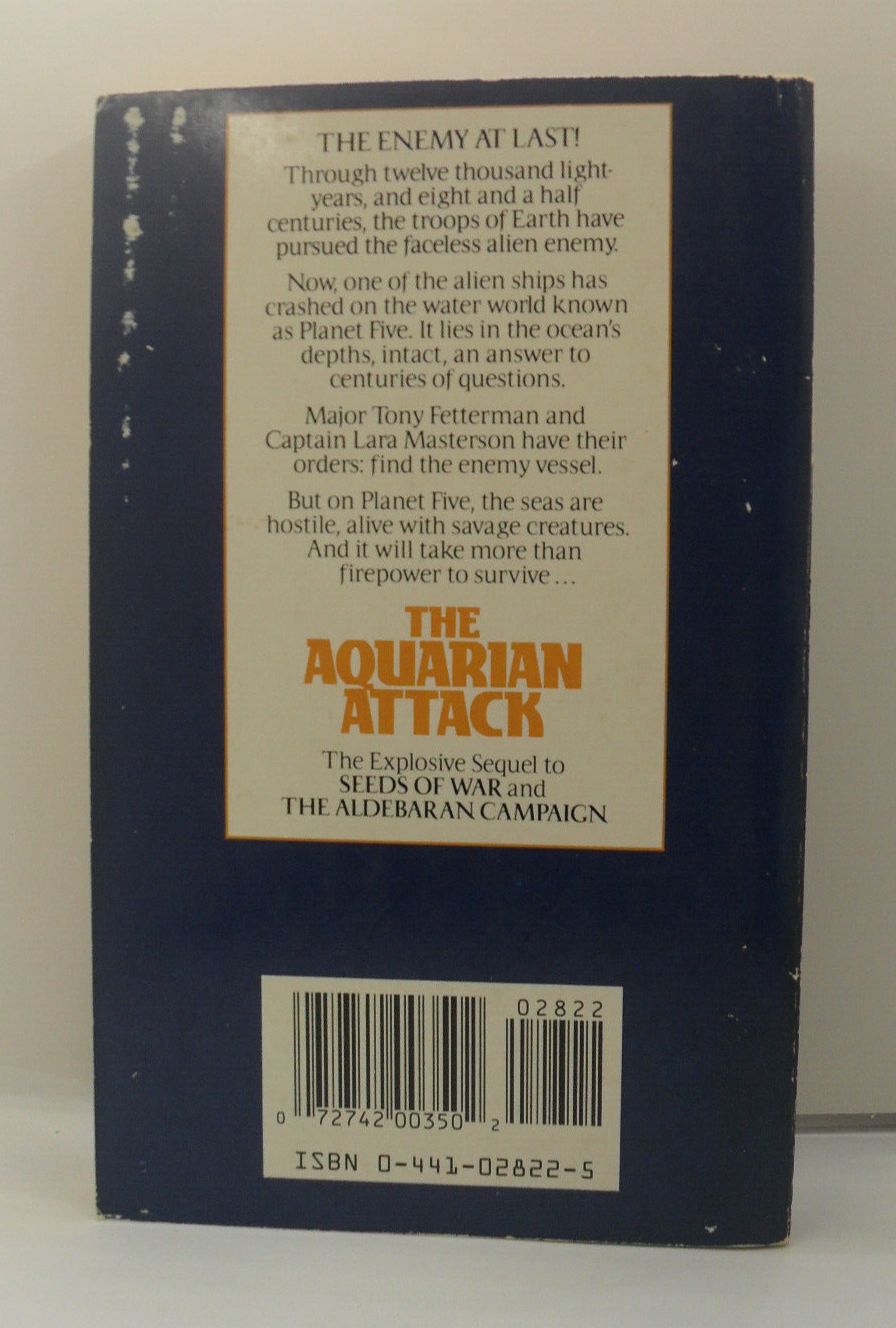 THE ENEMY AT LAST!
Through twelve thousand light-
years, and eight and a half
centuries, the troops of Earth have
pursued the faceless alien enemy.
Now, one of the alien ships has
crashed on the water world known
as Planet Five. It lies in the ocean's
depths, intact, an answer to
centuries of questions.
Major Tony Fetterman and
Captain Lara Masterson have their
orders: find the enemy vessel.
But on Planet Five, the seas are
hostile, alive with savage creatures.
And it will take more than
firepower to survive...
THE
AQUARIAN
ATTACK
The Explosive Sequel to
SEEDS OF WAR and
THE ALDEBARAN CAMPAIGN
02822
0 72742 00350 2
ISBN 0-441-02822-5